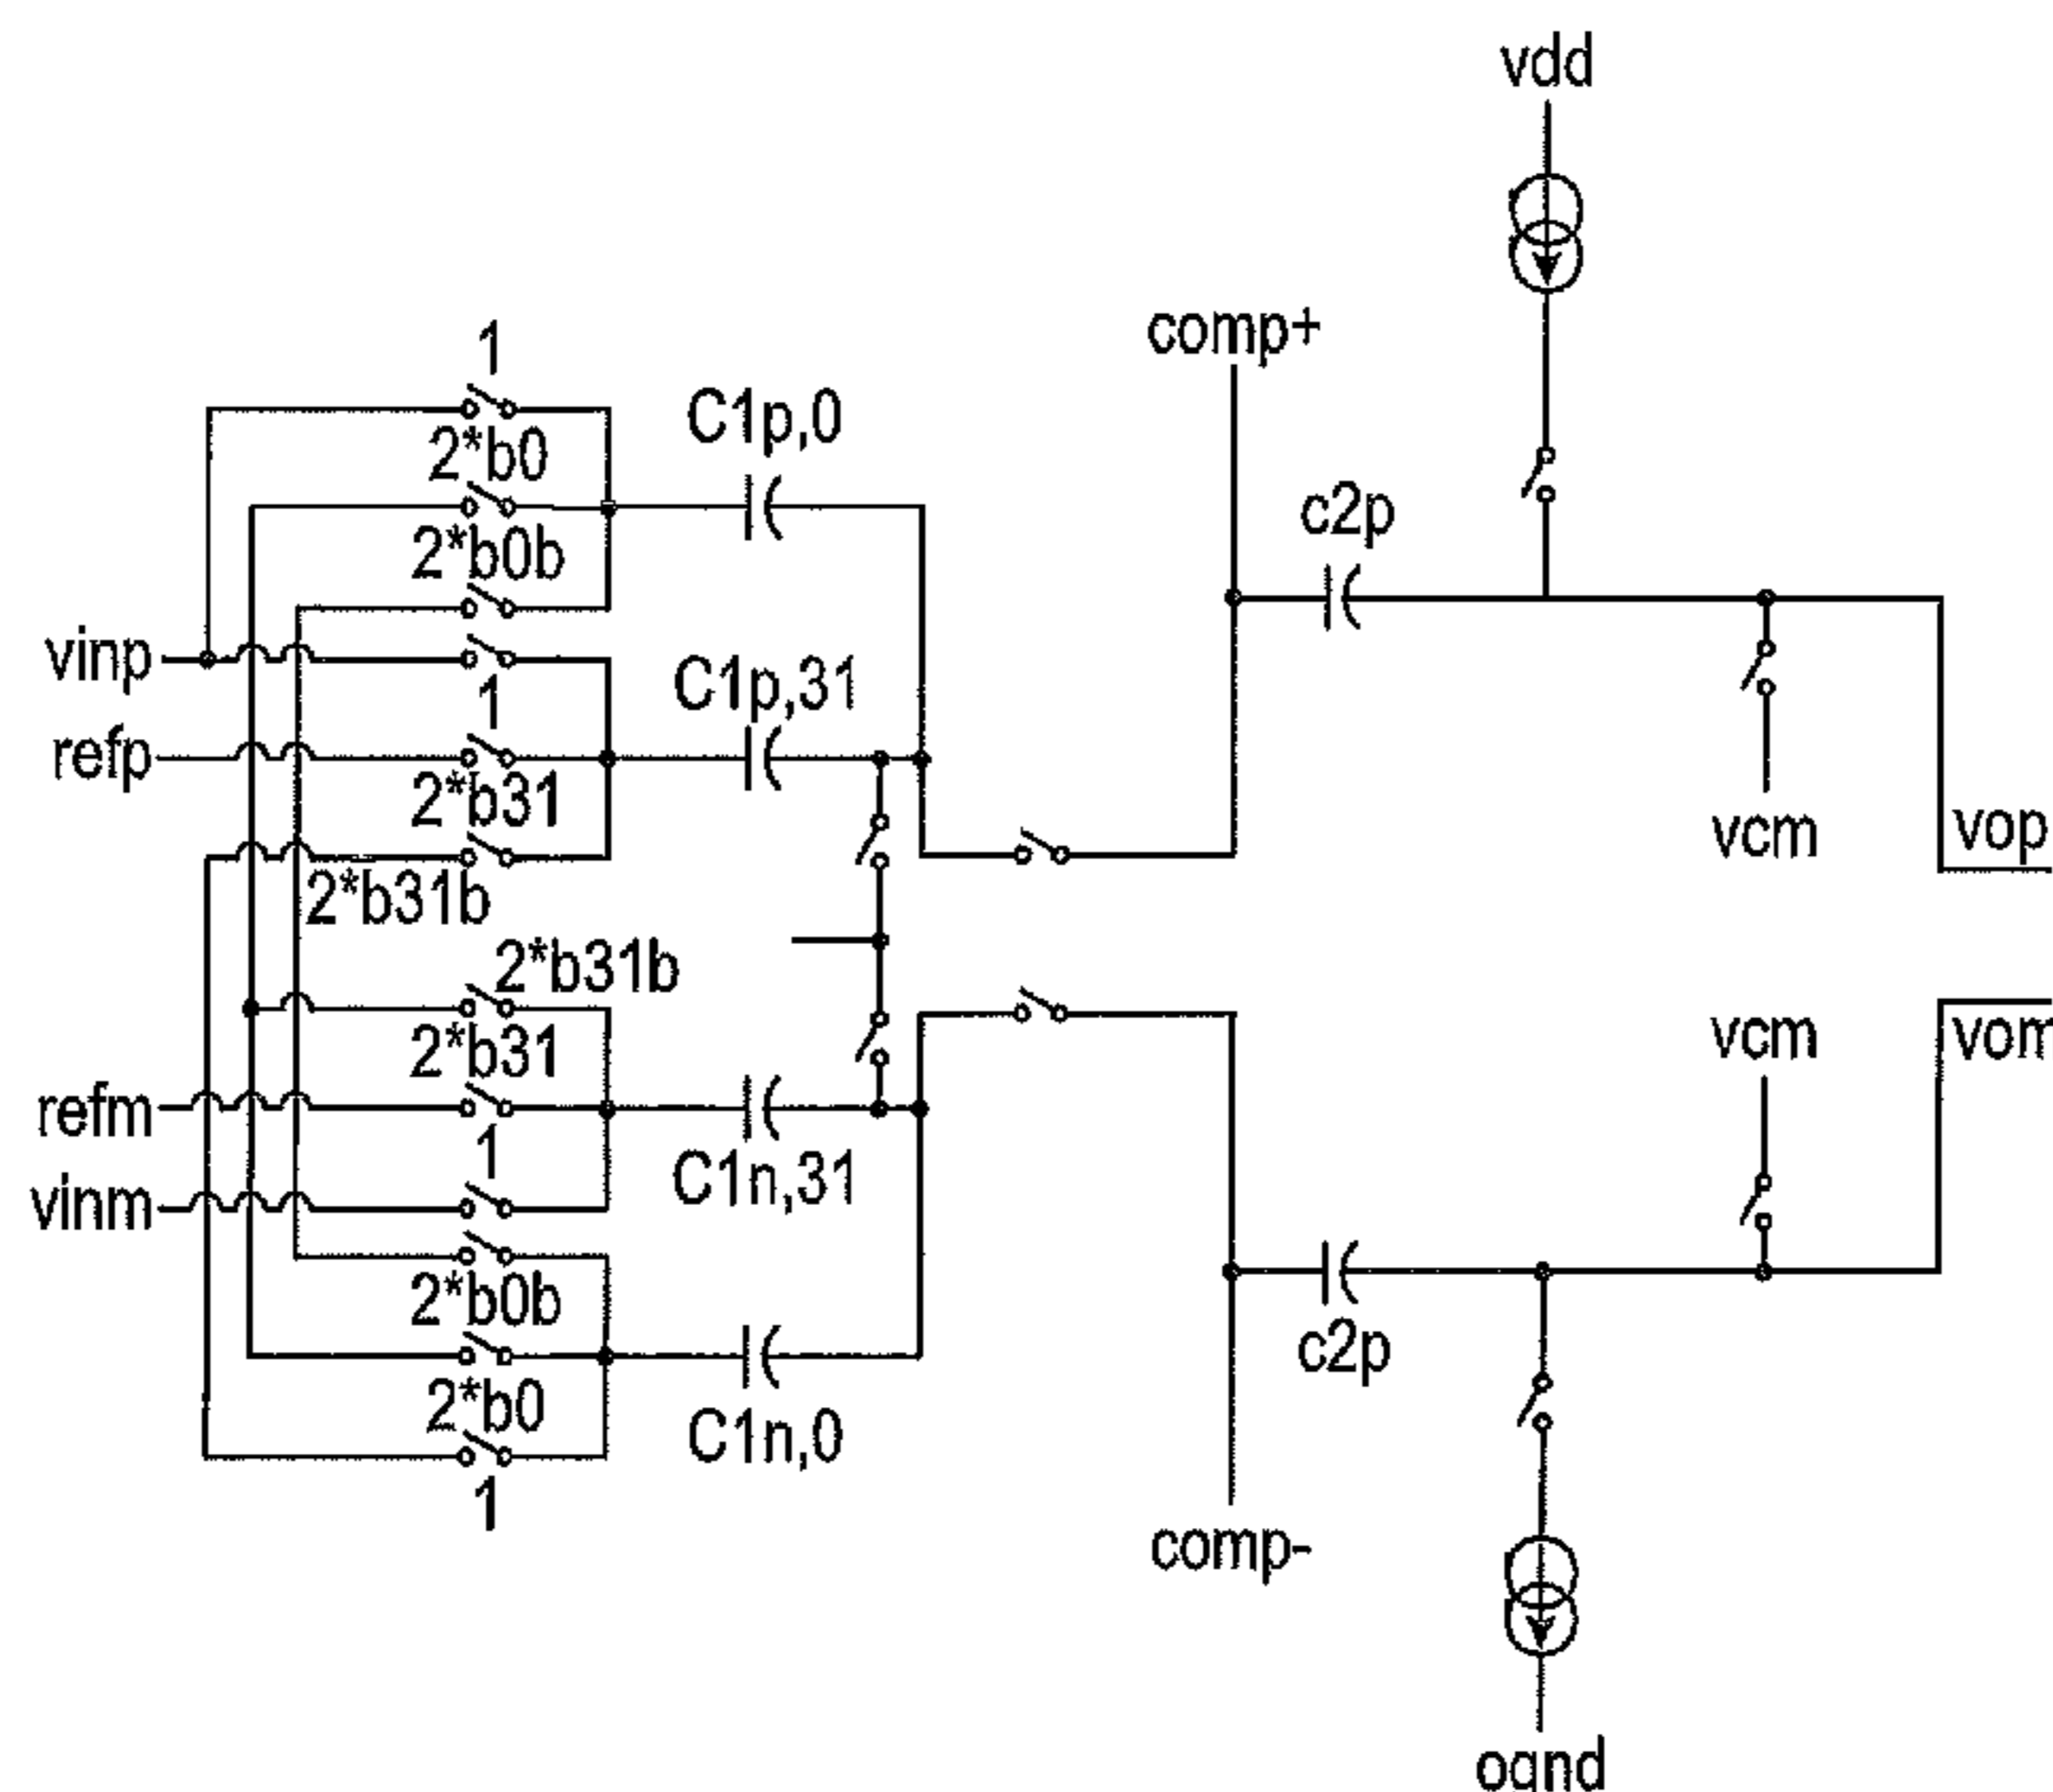 vdd
comp+
1
C1p,0
2*b0
c2p
2*b0b
vinp
C1p,31
1
refp
2*b31
vcm
vop
2*b31b
2*b31b
2*b31
vcm
vom
refm
1
C1n,31
vinm
2*b0b
c2p
2*b0
C1n,0
1
comp-
ognd